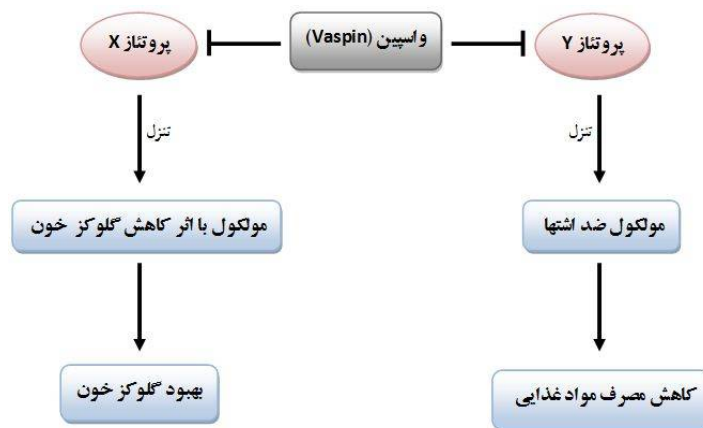 پروتئاز X
واسپین (Vaspin)
پروتئاز Y
تنزل
تنزل
مولکول با اثر کاهش گلوکز خون
مولکول ضد اشتها
بهبود گلوکز خون
کاهش مصرف مواد غذایی